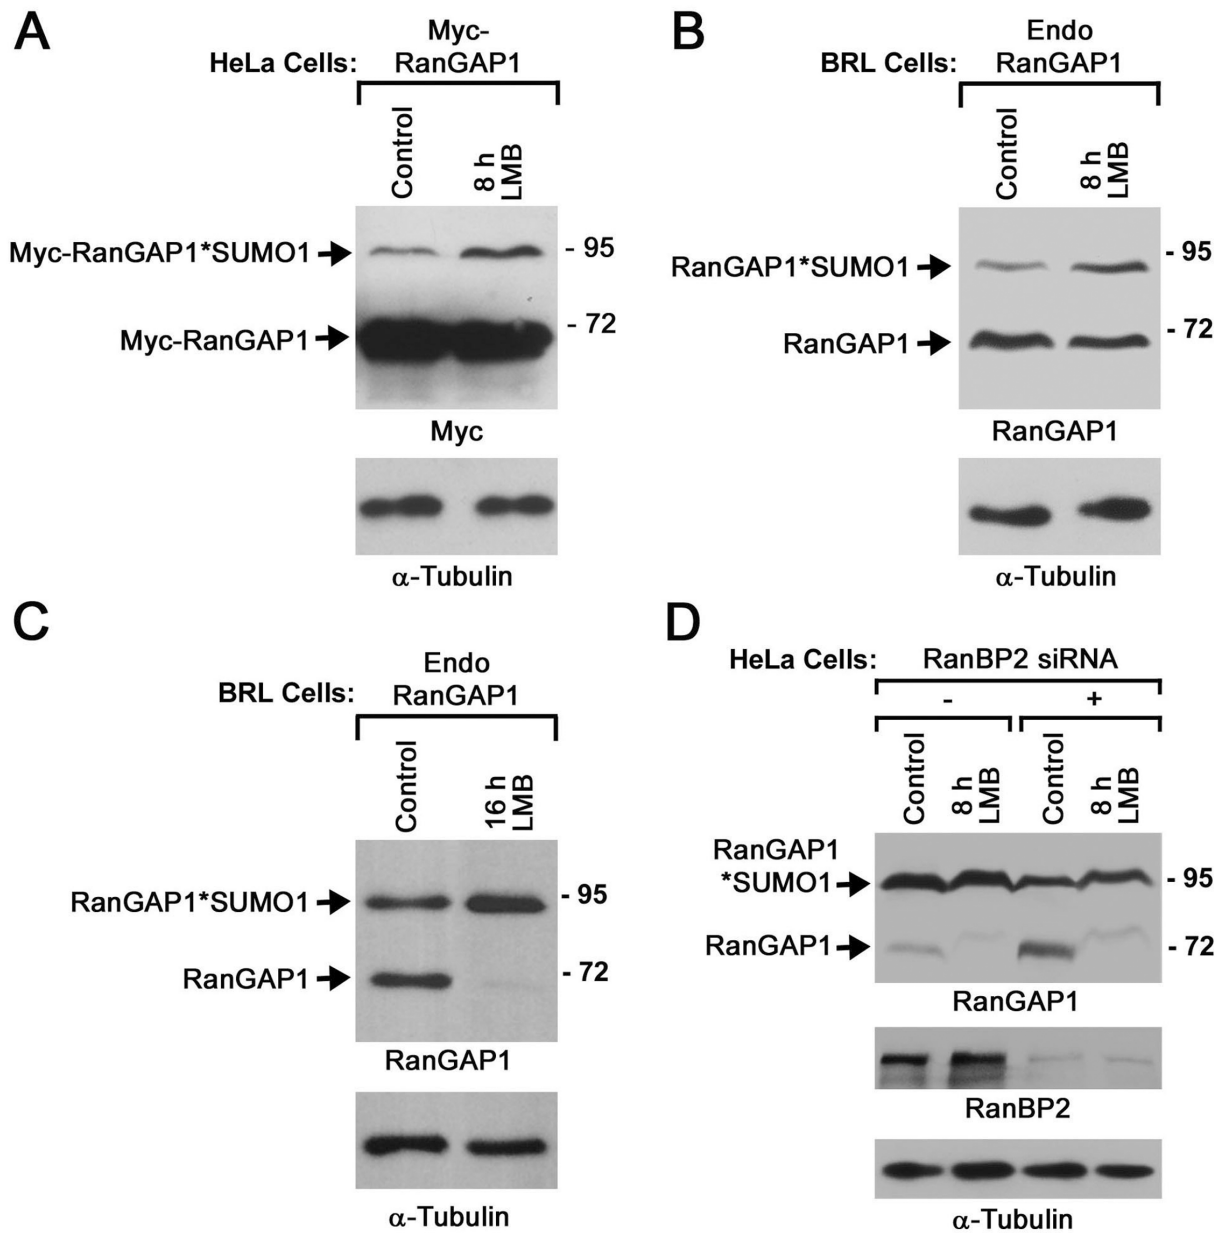 A
Myc-
HeLa Cells: RanGAP1
Control
8 h
LMB
Myc-RanGAP1*SUMO1
- 95
Myc-RanGAP1
- 72
Myc
α-Tubulin
B
Endo
BRL Cells: RanGAP1
Control
8 h
LMB
RanGAP1*SUMO1
- 95
RanGAP1
- 72
RanGAP1
α-Tubulin
C
Endo
BRL Cells: RanGAP1
Control
16 h
LMB
RanGAP1*SUMO1
- 95
RanGAP1
- 72
RanGAP1
α-Tubulin
D
HeLa Cells: RanBP2 siRNA
- +
Control
8 h
LMB
Control
8 h
LMB
RanGAP1
*SUMO1
- 95
RanGAP1
- 72
RanGAP1
RanBP2
α-Tubulin